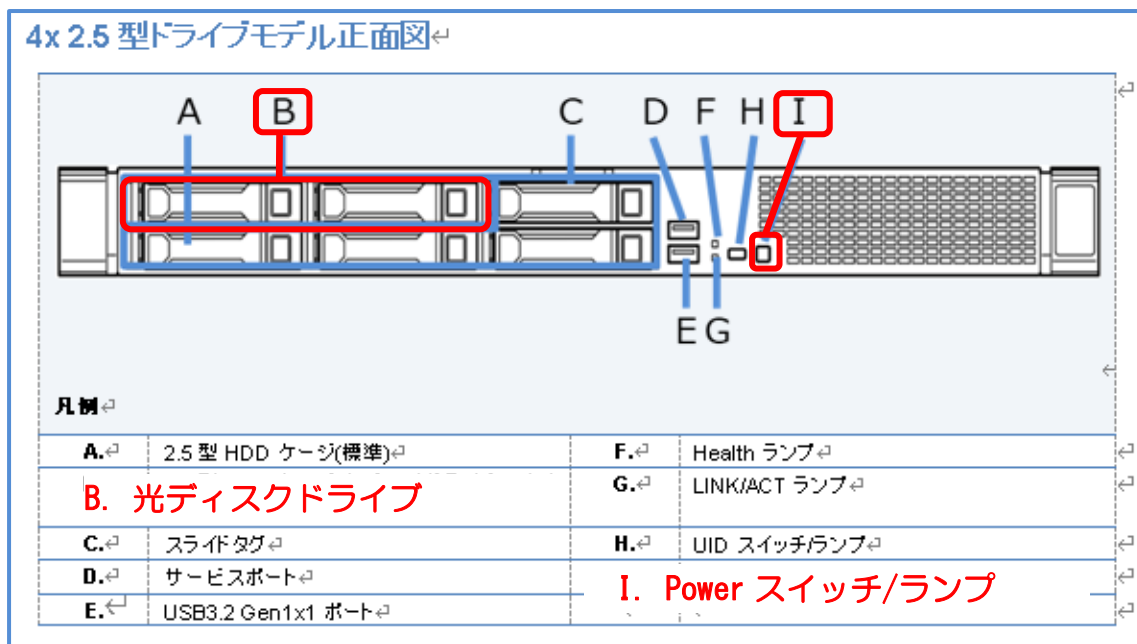 4x 2.5 型ドライブモデル正面図↵
A B C D F H I
E G
凡例↵
A.↵ 2.5 型 HDD ケージ(標準)↵ F.↵ Health ランプ↵
B. 光ディスクドライブ G.↵ LINK/ACT ランプ↵
C.↵ スライドタグ↵ H.↵ UID スイッチ/ランプ↵
D.↵ サービスポート↵ I. Power スイッチ/ランプ
E.↵ USB3.2 Gen1x1 ポート↵